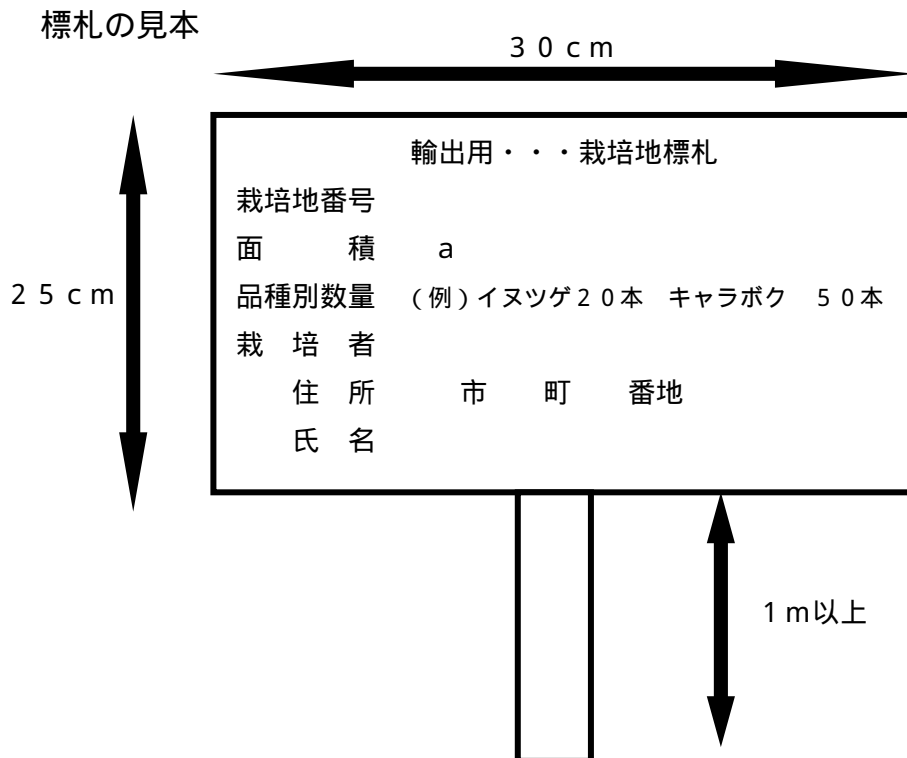 標札の見本
３０ｃｍ
輸出用・・・栽培地標札
栽培地番号
面　　　積　　ａ
２５ｃｍ
品種別数量　（例）イヌツゲ２０本　キャラボク　５０本
栽　培　者
住　所　　　市　　町　　番地
氏　名
１ｍ以上